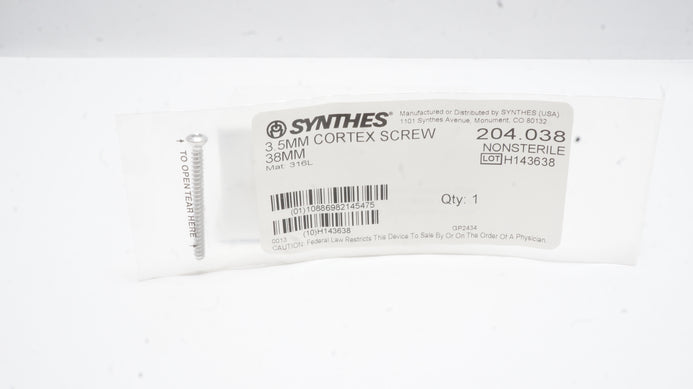 TO OPEN TEAR HERE
SYNTHES®
Manufactured or Distributed by SYNTHES (USA)
1101 Synthes Avenue, Monument, CO 80132
3.5MM CORTEX SCREW
38MM
Mat. 316L
204.038
NONSTERILE
LOT H143638
(01)10886982145475
Qty: 1
(10)H143638
0013
GP2434
CAUTION: Federal Law Restricts This Device To Sale By Or On The Order Of A Physician.